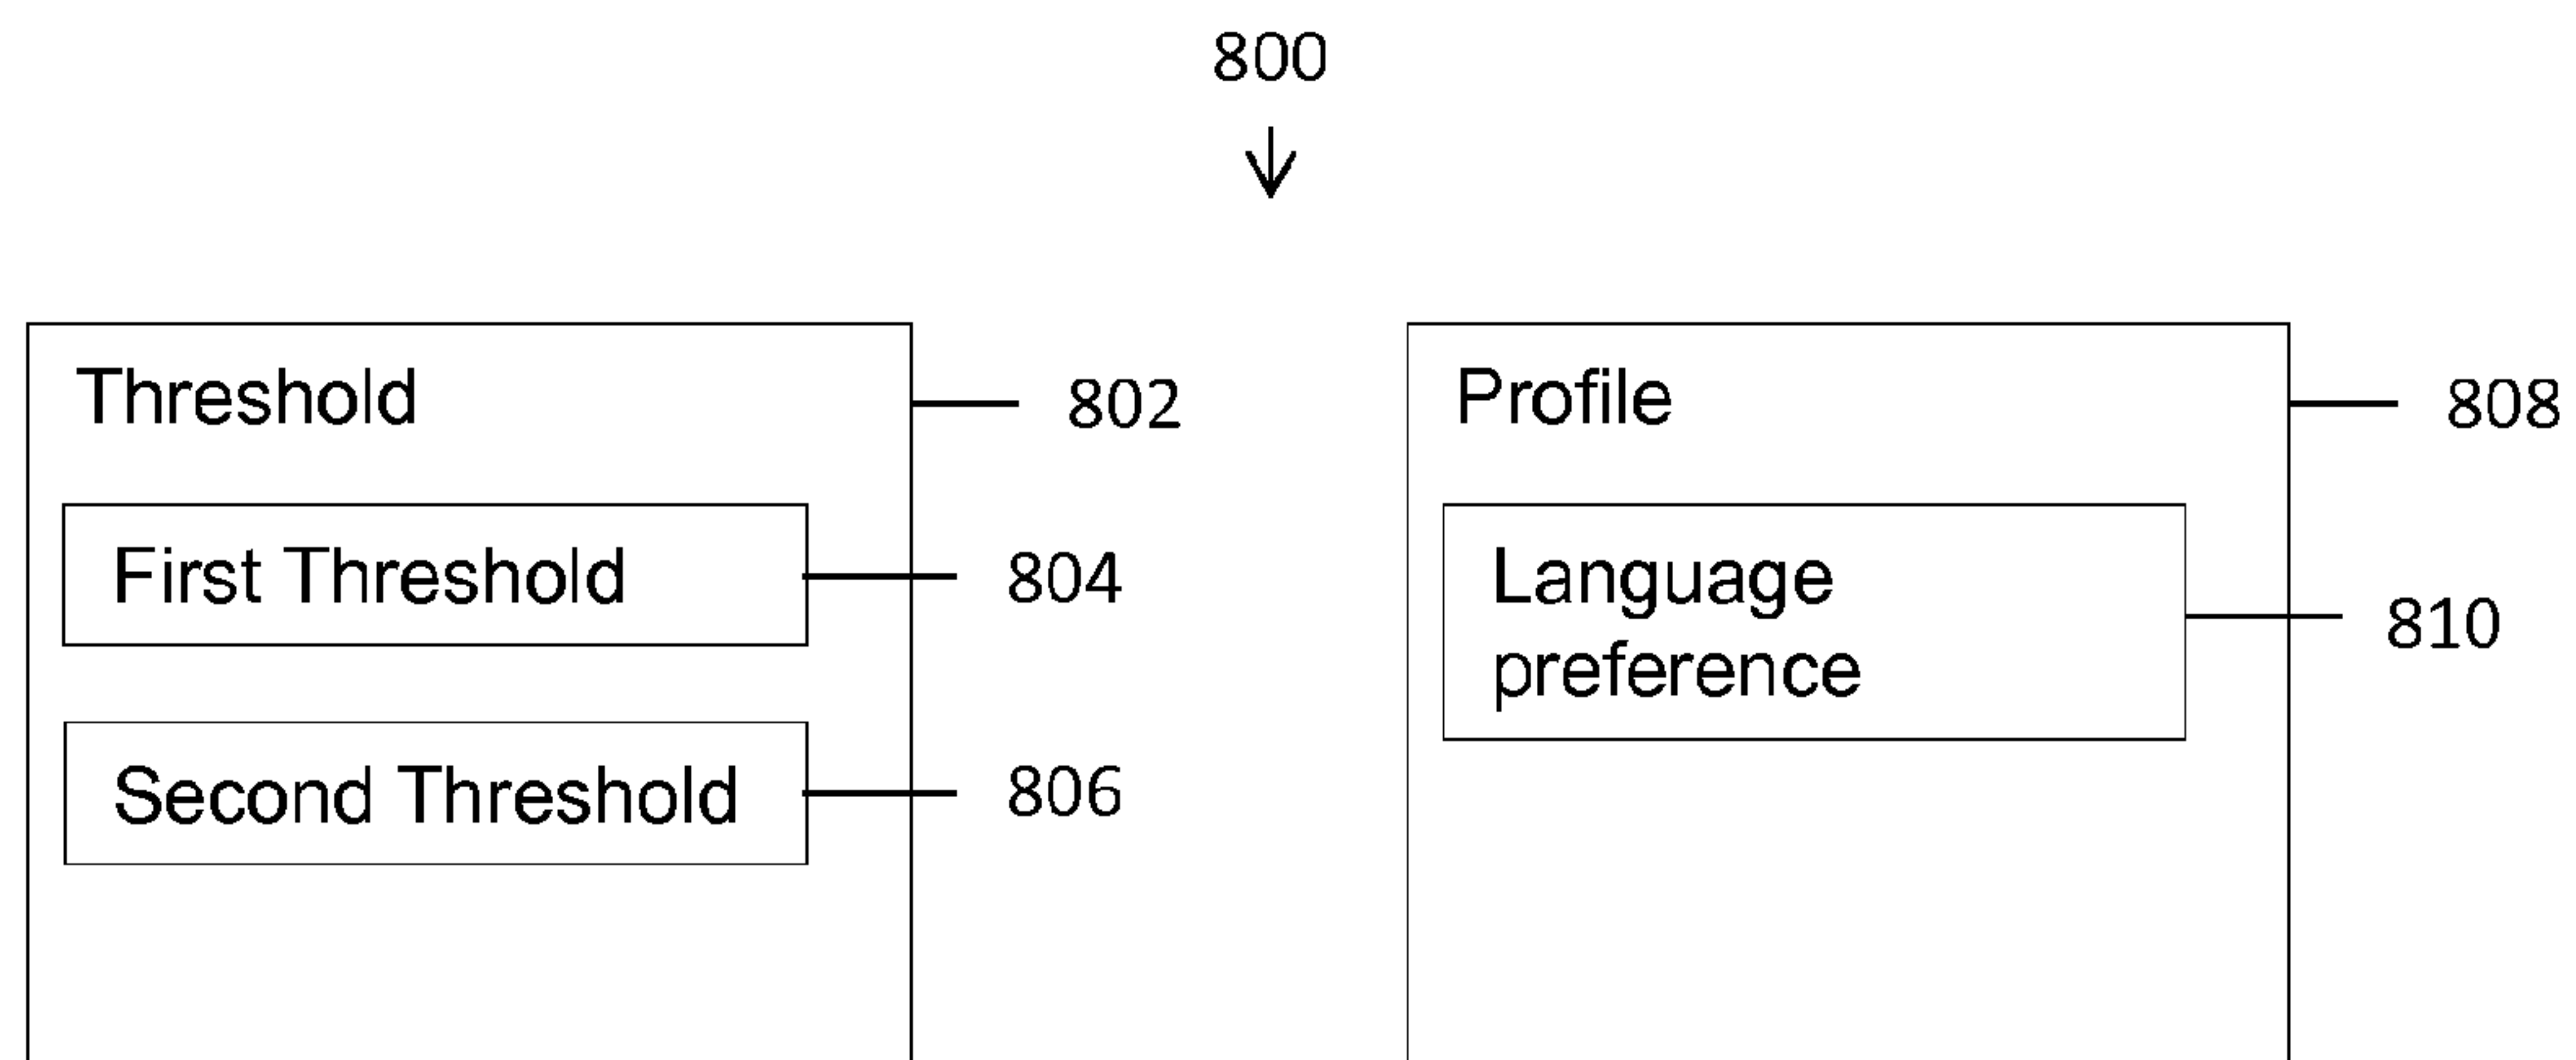 800
Threshold
802
First Threshold
804
Second Threshold
806
Profile
808
Language
preference
810